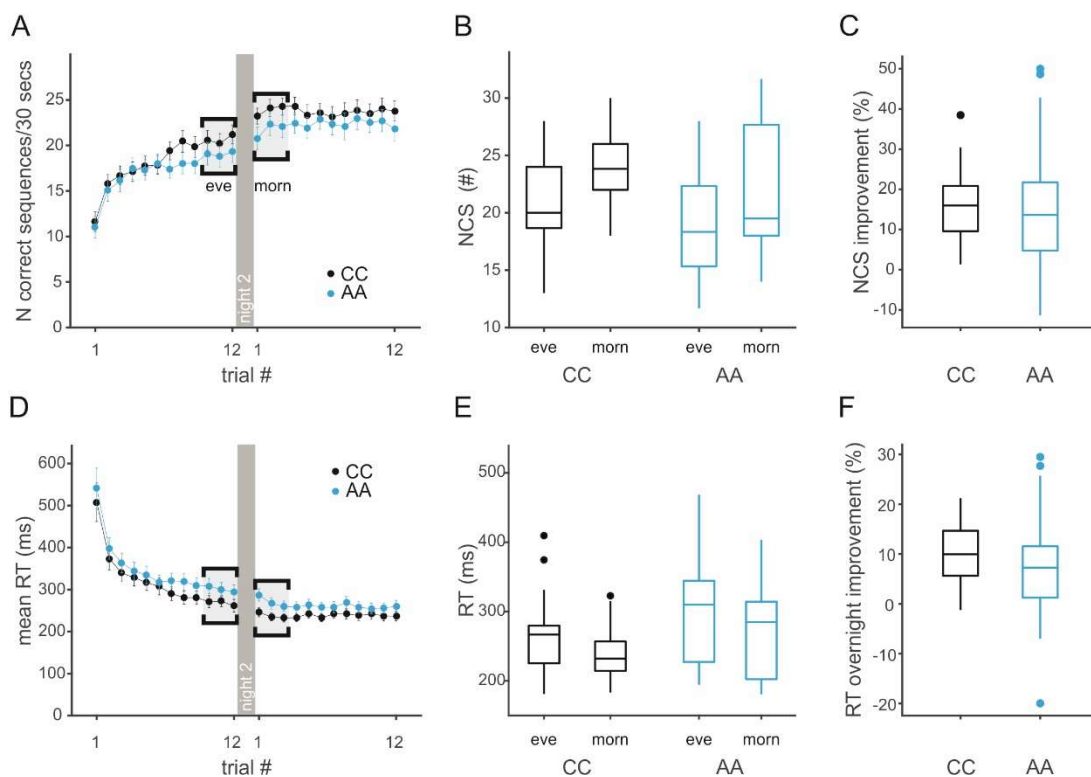 A
N correct sequences/30 secs
25
20
15
10
5
0
eve
morn
night 2
CC
AA
1
12
1
12
trial #
B
NCS (#)
30
25
20
15
10
eve
morn
eve
morn
CC
AA
C
NCS improvement (%)
50
40
30
20
10
0
-10
CC
AA
D
mean RT (ms)
600
500
400
300
200
100
0
night 2
CC
AA
1
12
1
12
trial #
E
RT (ms)
500
400
300
200
eve
morn
eve
morn
CC
AA
F
RT overnight improvement (%)
30
20
10
0
-10
-20
CC
AA